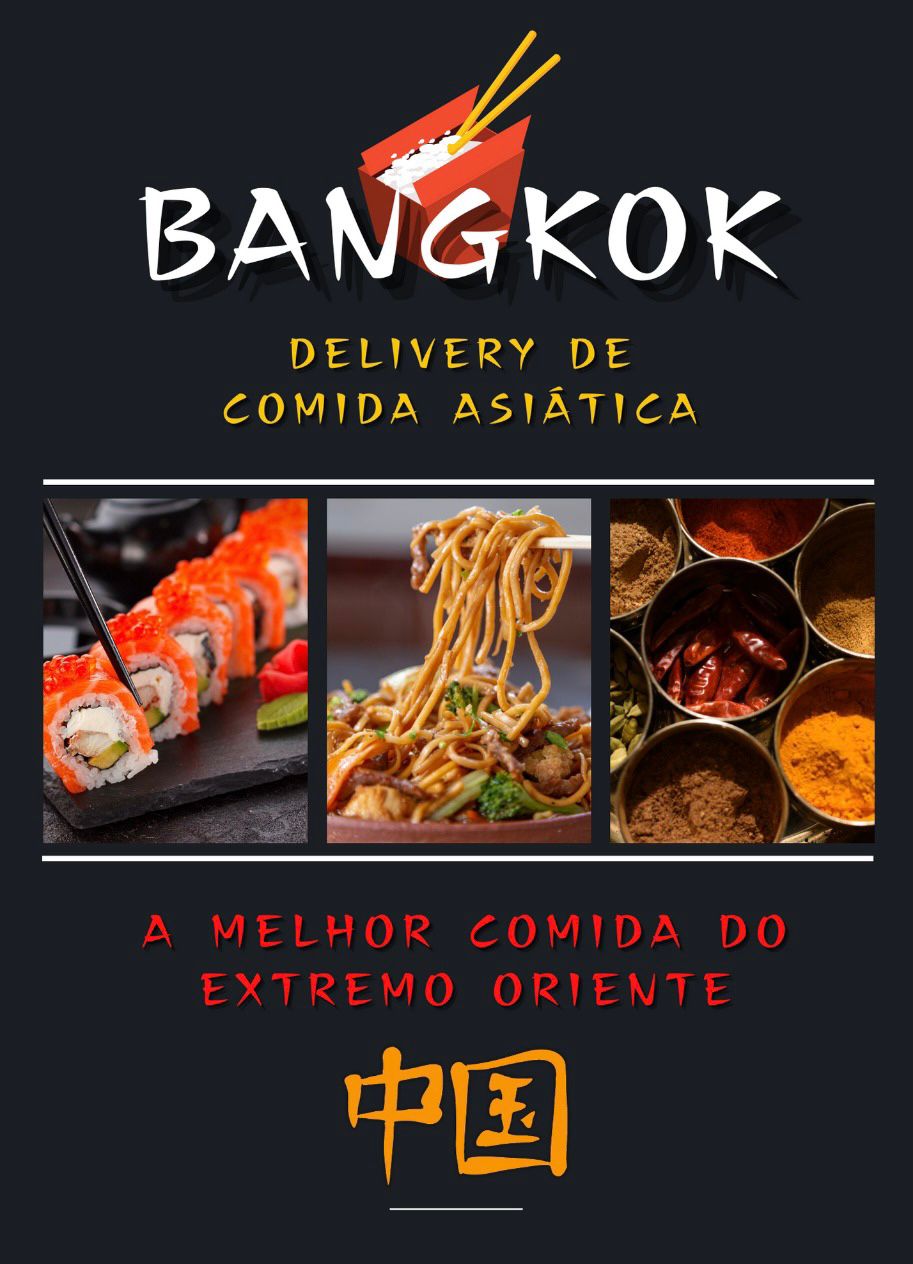 BANGKOK
DELIVERY DE
COMIDA ASIÁTICA
A MELHOR COMIDA DO
EXTREMO ORIENTE
中国